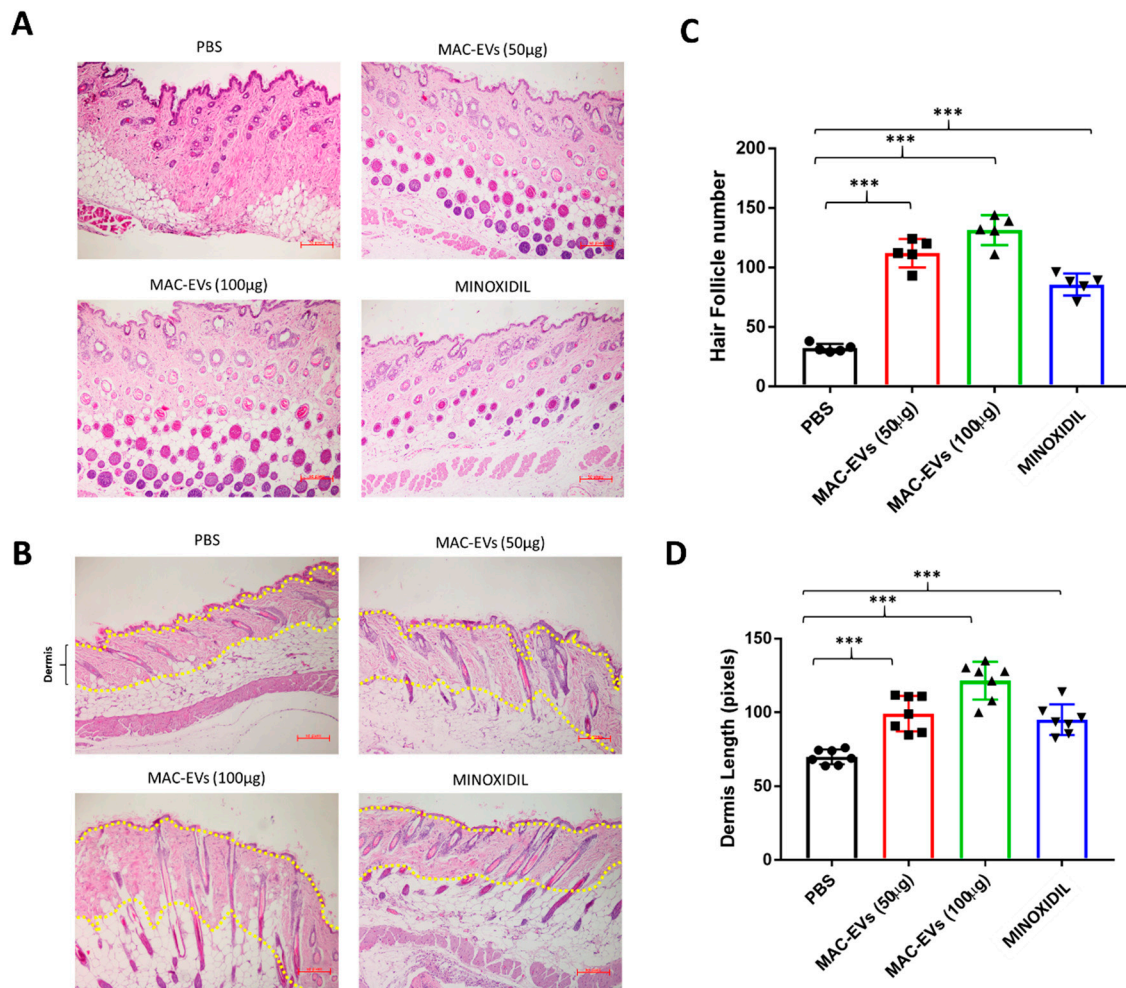 A
PBS
MAC-EVs (50µg)
MAC-EVs (100µg)
MINOXIDIL
B
PBS
MAC-EVs (50µg)
Dermis
MAC-EVs (100µg)
MINOXIDIL
C
***
***
***
Hair Follicle number
200
150
100
50
0
PBS
MAC-EVs (50µg)
MAC-EVs (100µg)
MINOXIDIL
D
***
***
***
Dermis Length (pixels)
150
100
50
0
PBS
MAC-EVs (50µg)
MAC-EVs (100µg)
MINOXIDIL